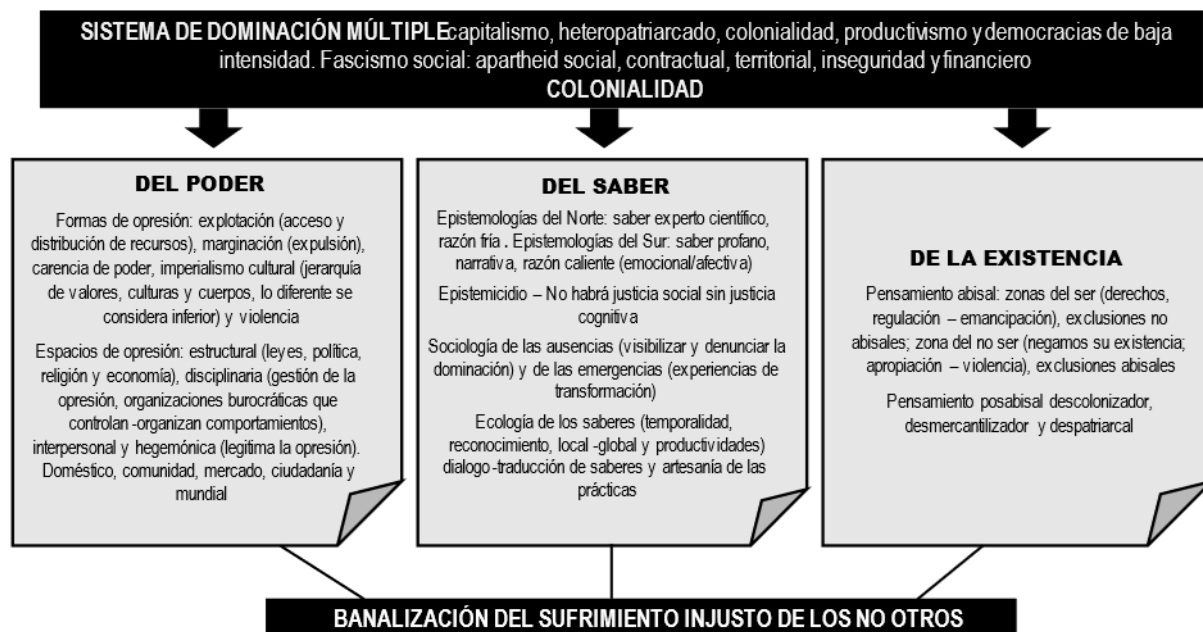 SISTEMA DE DOMINACIÓN MÚLTIPLE capitalismo, heteropatriarcado, colonialidad, productivismo y democracias de baja
intensidad. Fascismo social: apartheid social, contractual, territorial, inseguridad y financiero
COLONIALIDAD
DEL PODER
Formas de opresión: explotación (acceso y
distribución de recursos), marginación (expulsión),
carencia de poder, imperialismo cultural (jerarquía
de valores, culturas y cuerpos, lo diferente se
considera inferior) y violencia
Espacios de opresión: estructural (leyes, política,
religión y economía), disciplinaria (gestión de la
opresión, organizaciones burocráticas que
controlan -organizan comportamientos),
interpersonal y hegemónica (legitima la opresión).
Doméstico, comunidad, mercado, ciudadanía y
mundial
DEL SABER
Epistemologías del Norte: saber experto científico,
razón fría . Epistemologías del Sur: saber profano,
narrativa, razón caliente (emocional/afectiva)
Epistemicidio – No habrá justicia social sin justicia
cognitiva
Sociología de las ausencias (visibilizar y denunciar la
dominación) y de las emergencias (experiencias de
transformación)
Ecología de los saberes (temporalidad,
reconocimiento, local -global y productividades)
dialogo -traducción de saberes y artesanía de las
prácticas
DE LA EXISTENCIA
Pensamiento abisal: zonas del ser (derechos,
regulación – emancipación), exclusiones no
abisales; zona del no ser (negamos su existencia;
apropiación – violencia), exclusiones abisales
Pensamiento posabisal descolonizador,
desmercantilizador y despatriarcal
BANALIZACIÓN DEL SUFRIMIENTO INJUSTO DE LOS NO OTROS